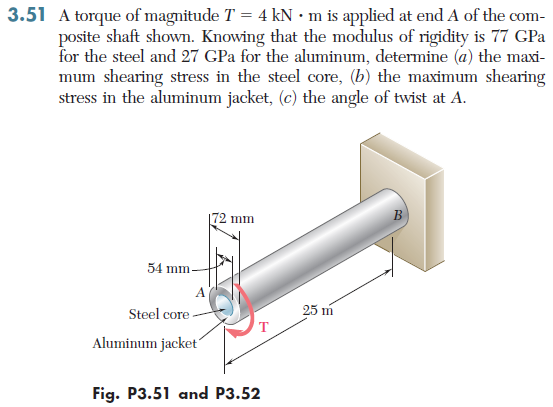 3.51 A torque of magnitude T = 4 kN · m is applied at end A of the com-
posite shaft shown. Knowing that the modulus of rigidity is 77 GPa
for the steel and 27 GPa for the aluminum, determine (a) the maxi-
mum shearing stress in the steel core, (b) the maximum shearing
stress in the aluminum jacket, (c) the angle of twist at A.
72 mm
B
54 mm
A
Steel core
25 m
T
Aluminum jacket
Fig. P3.51 and P3.52